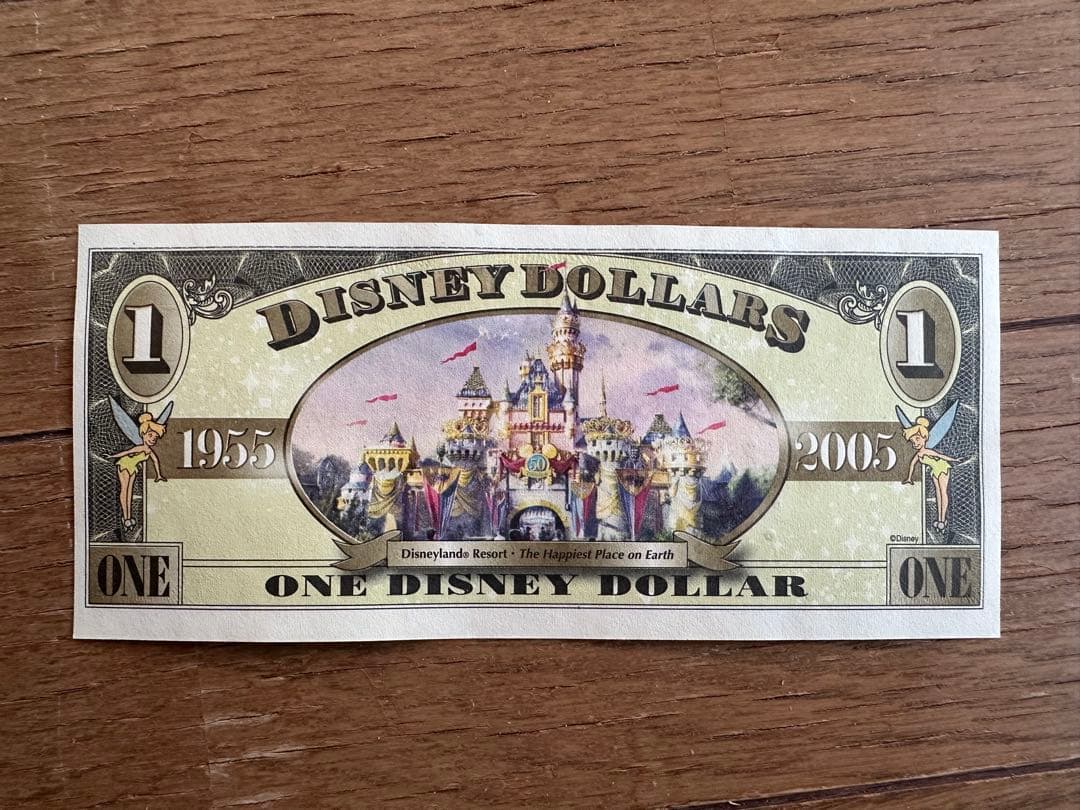 DISNEY DOLLARS
1
1
1955
2005
50
©Disney
Disneyland® Resort • The Happiest Place on Earth
ONE
ONE DISNEY DOLLAR
ONE